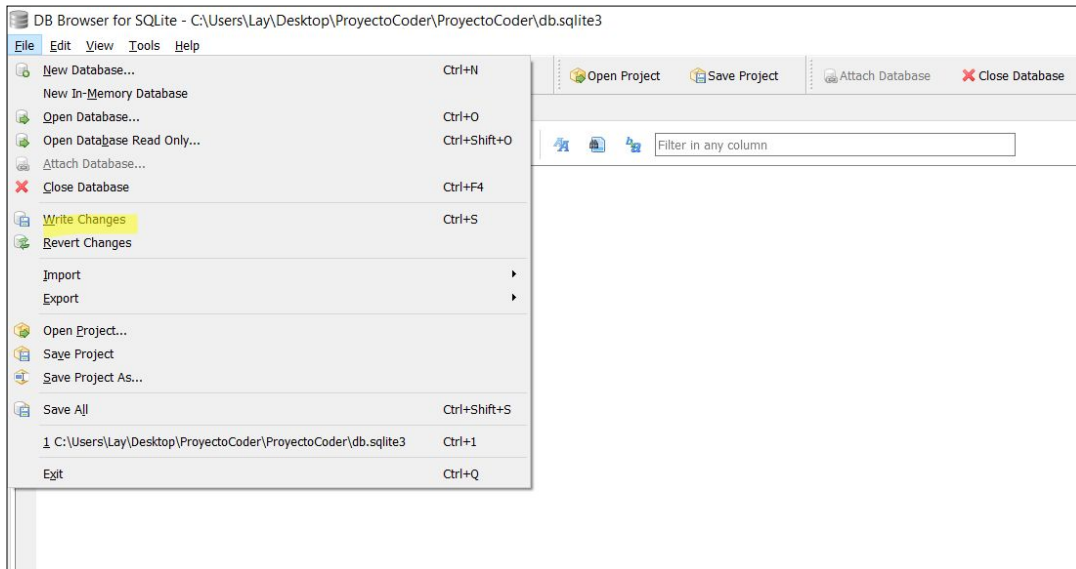 DB Browser for SQLite - C:\Users\Lay\Desktop\ProyectoCoder\ProyectoCoder\db.sqlite3
File Edit View Tools Help
Open Project Save Project Attach Database Close Database
Filter in any column
New Database... Ctrl+N
New In-Memory Database
Open Database... Ctrl+O
Open Database Read Only... Ctrl+Shift+O
Attach Database...
Close Database Ctrl+F4
Write Changes Ctrl+S
Revert Changes
Import
Export
Open Project...
Save Project
Save Project As...
Save All Ctrl+Shift+S
1 C:\Users\Lay\Desktop\ProyectoCoder\ProyectoCoder\db.sqlite3 Ctrl+1
Exit Ctrl+Q